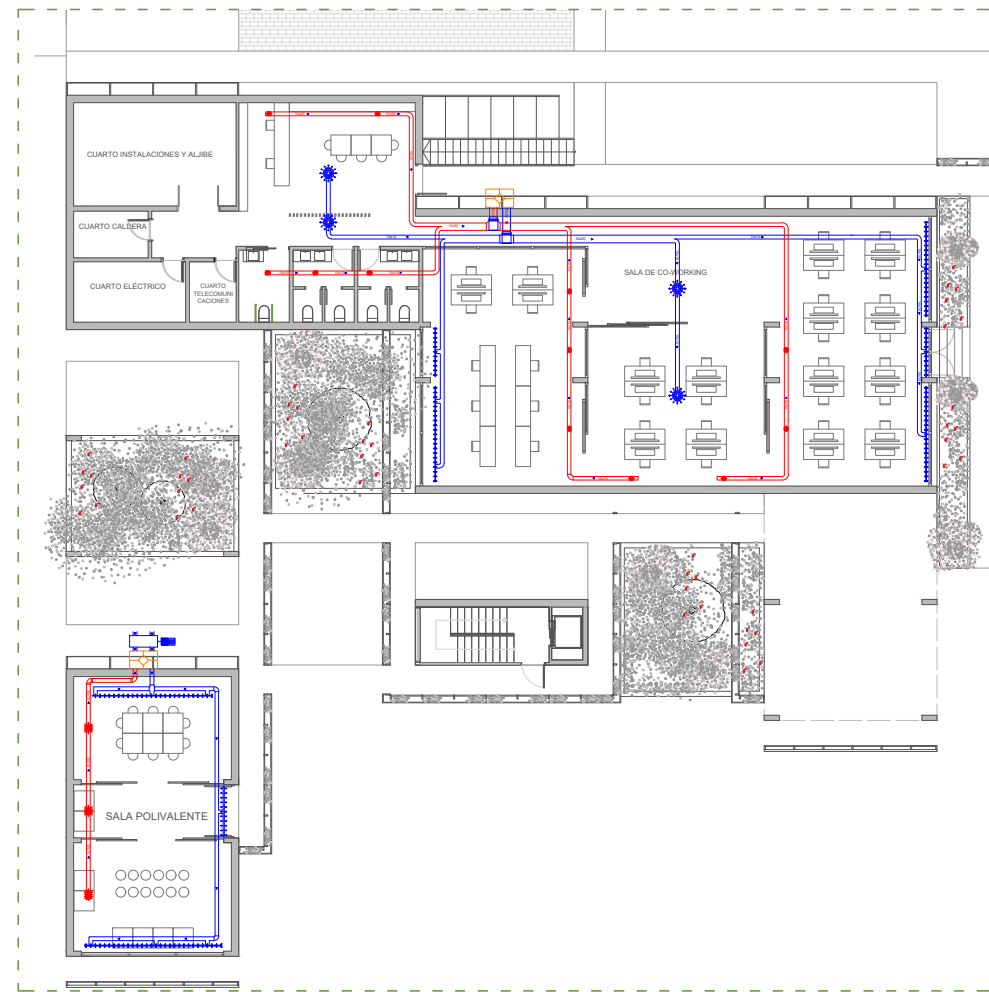 CUARTO INSTALACIONES Y ALJIBE
CUARTO CALDERA
CUARTO ELÉCTRICO
CUARTO
TELECOMUNI
CACIONES
SALA DE CO-WORKING
SALA POLIVALENTE